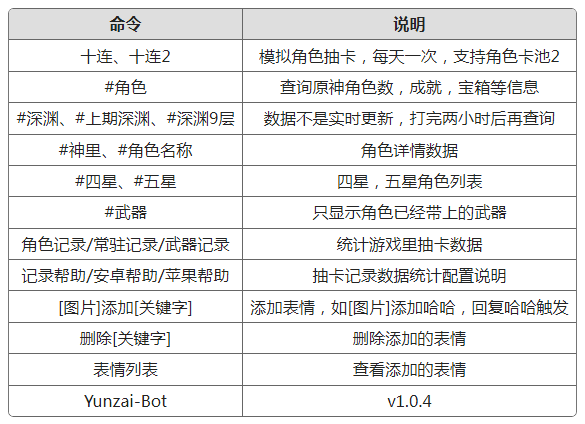 命令 说明
十连、十连2 模拟角色抽卡，每天一次，支持角色卡池2
#角色 查询原神角色数，成就，宝箱等信息
#深渊、#上期深渊、#深渊9层 数据不是实时更新，打完两小时后再查询
#神里、#角色名称 角色详情数据
#四星、#五星 四星，五星角色列表
#武器 只显示角色已经带上的武器
角色记录/常驻记录/武器记录 统计游戏里抽卡数据
记录帮助/安卓帮助/苹果帮助 抽卡记录数据统计配置说明
[图片]添加[关键字] 添加表情，如[图片]添加哈哈，回复哈哈触发
删除[关键字] 删除添加的表情
表情列表 查看添加的表情
Yunzai-Bot v1.0.4